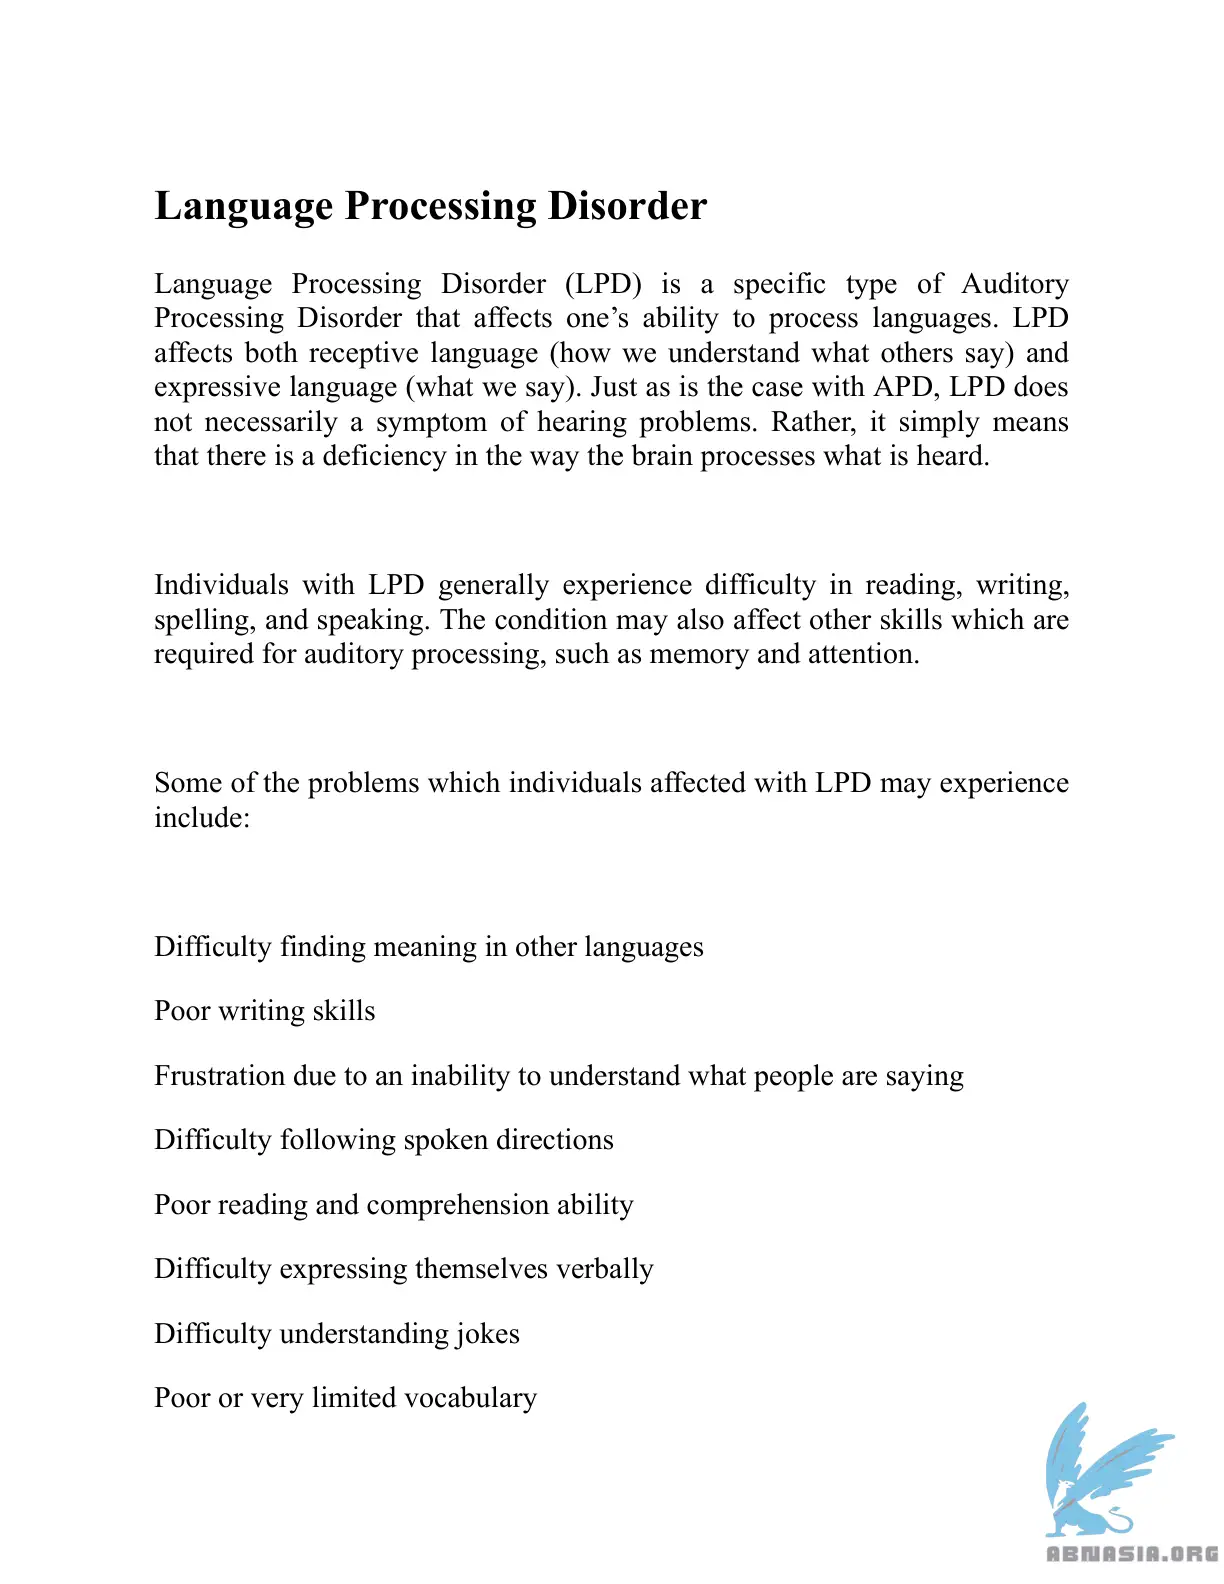 Language Processing Disorder
Language Processing Disorder (LPD) is a specific type of Auditory
Processing Disorder that affects one’s ability to process languages. LPD
affects both receptive language (how we understand what others say) and
expressive language (what we say). Just as is the case with APD, LPD does
not necessarily a symptom of hearing problems. Rather, it simply means
that there is a deficiency in the way the brain processes what is heard.
Individuals with LPD generally experience difficulty in reading, writing,
spelling, and speaking. The condition may also affect other skills which are
required for auditory processing, such as memory and attention.
Some of the problems which individuals affected with LPD may experience
include:
Difficulty finding meaning in other languages
Poor writing skills
Frustration due to an inability to understand what people are saying
Difficulty following spoken directions
Poor reading and comprehension ability
Difficulty expressing themselves verbally
Difficulty understanding jokes
Poor or very limited vocabulary
ABNASIA.ORG